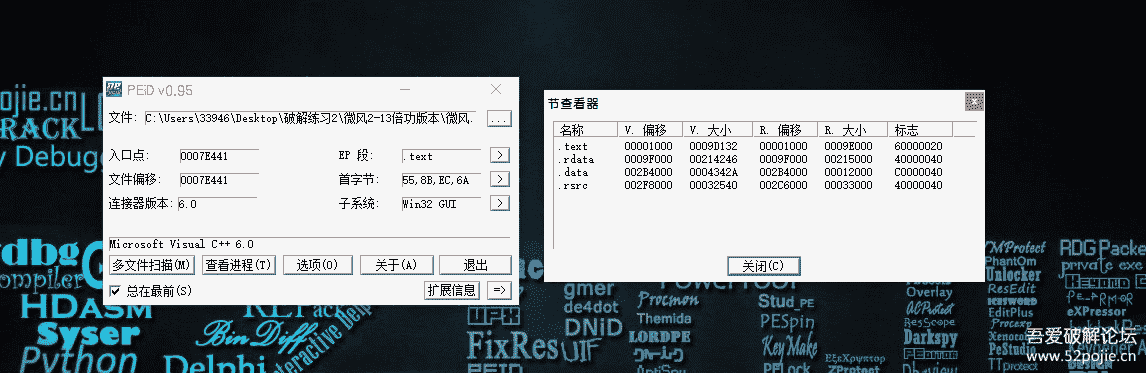 PEiD v0.95
文件: C:\Users\33946\Desktop\破解练习2\微风2-13倍功版本\微风. ...
入口点: 0007E441 EP 段: .text >
文件偏移: 0007E441 首字节: 55,8B,EC,6A >
连接器版本: 6.0 子系统: Win32 GUI >
Microsoft Visual C++ 6.0
多文件扫描(M) 查看进程(T) 选项(O) 关于(A) 退出
总在最前(S) 扩展信息 =>
节查看器
名称 V. 偏移 V. 大小 R. 偏移 R. 大小 标志
.text 00001000 0009D132 00001000 0009E000 60000020
.rdata 0009F000 00214246 0009F000 00215000 40000040
.data 002B4000 0004342A 002B4000 00012000 C0000040
.rsrc 002F8000 00032540 002C6000 00033000 40000040
关闭(C)
pojie.cn
CRACK
y Debugg
dbg
ompiler
HDASM
Syser
Python
BinDiff
Delphi
UPX
FixRes
UIF
PEID
gmer
de4dot
DNiD
Procmon
Themida
LORDPE
Stud_PE
PESpin
KeyMake
PELock
YMProtect
PhantOm
Unlocker
ResEdit
EditPlus
PeStudio
TTprotect
RDG Packe
private exe
eXPressor
Overlay
ACProtect
ResScope
Darkspy
吾爱破解论坛
www.52pojie.cn